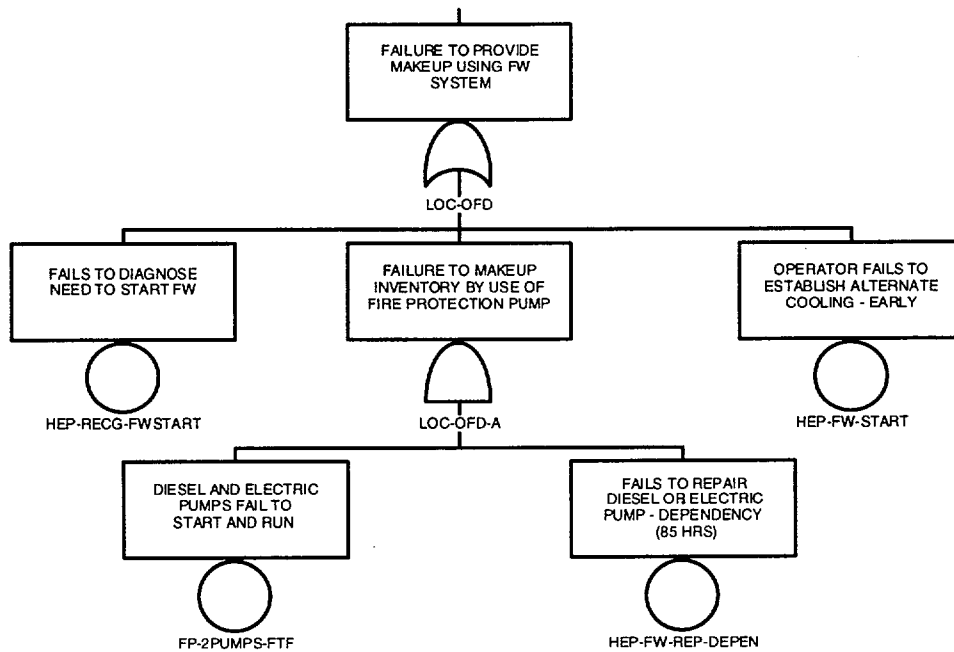 FAILURE TO PROVIDE
MAKEUP USING FW
SYSTEM
LOC-OFD
FAILS TO DIAGNOSE
NEED TO START FW
HEP-RECG-FWSTART
FAILURE TO MAKEUP
INVENTORY BY USE OF
FIRE PROTECTION PUMP
LOC-OFD-A
OPERATOR FAILS TO
ESTABLISH ALTERNATE
COOLING - EARLY
HEP-FW-START
DIESEL AND ELECTRIC
PUMPS FAIL TO
START AND RUN
FP-2PUMPS-FTF
FAILS TO REPAIR
DIESEL OR ELECTRIC
PUMP - DEPENDENCY
(85 HRS)
HEP-FW-REP-DEPEN